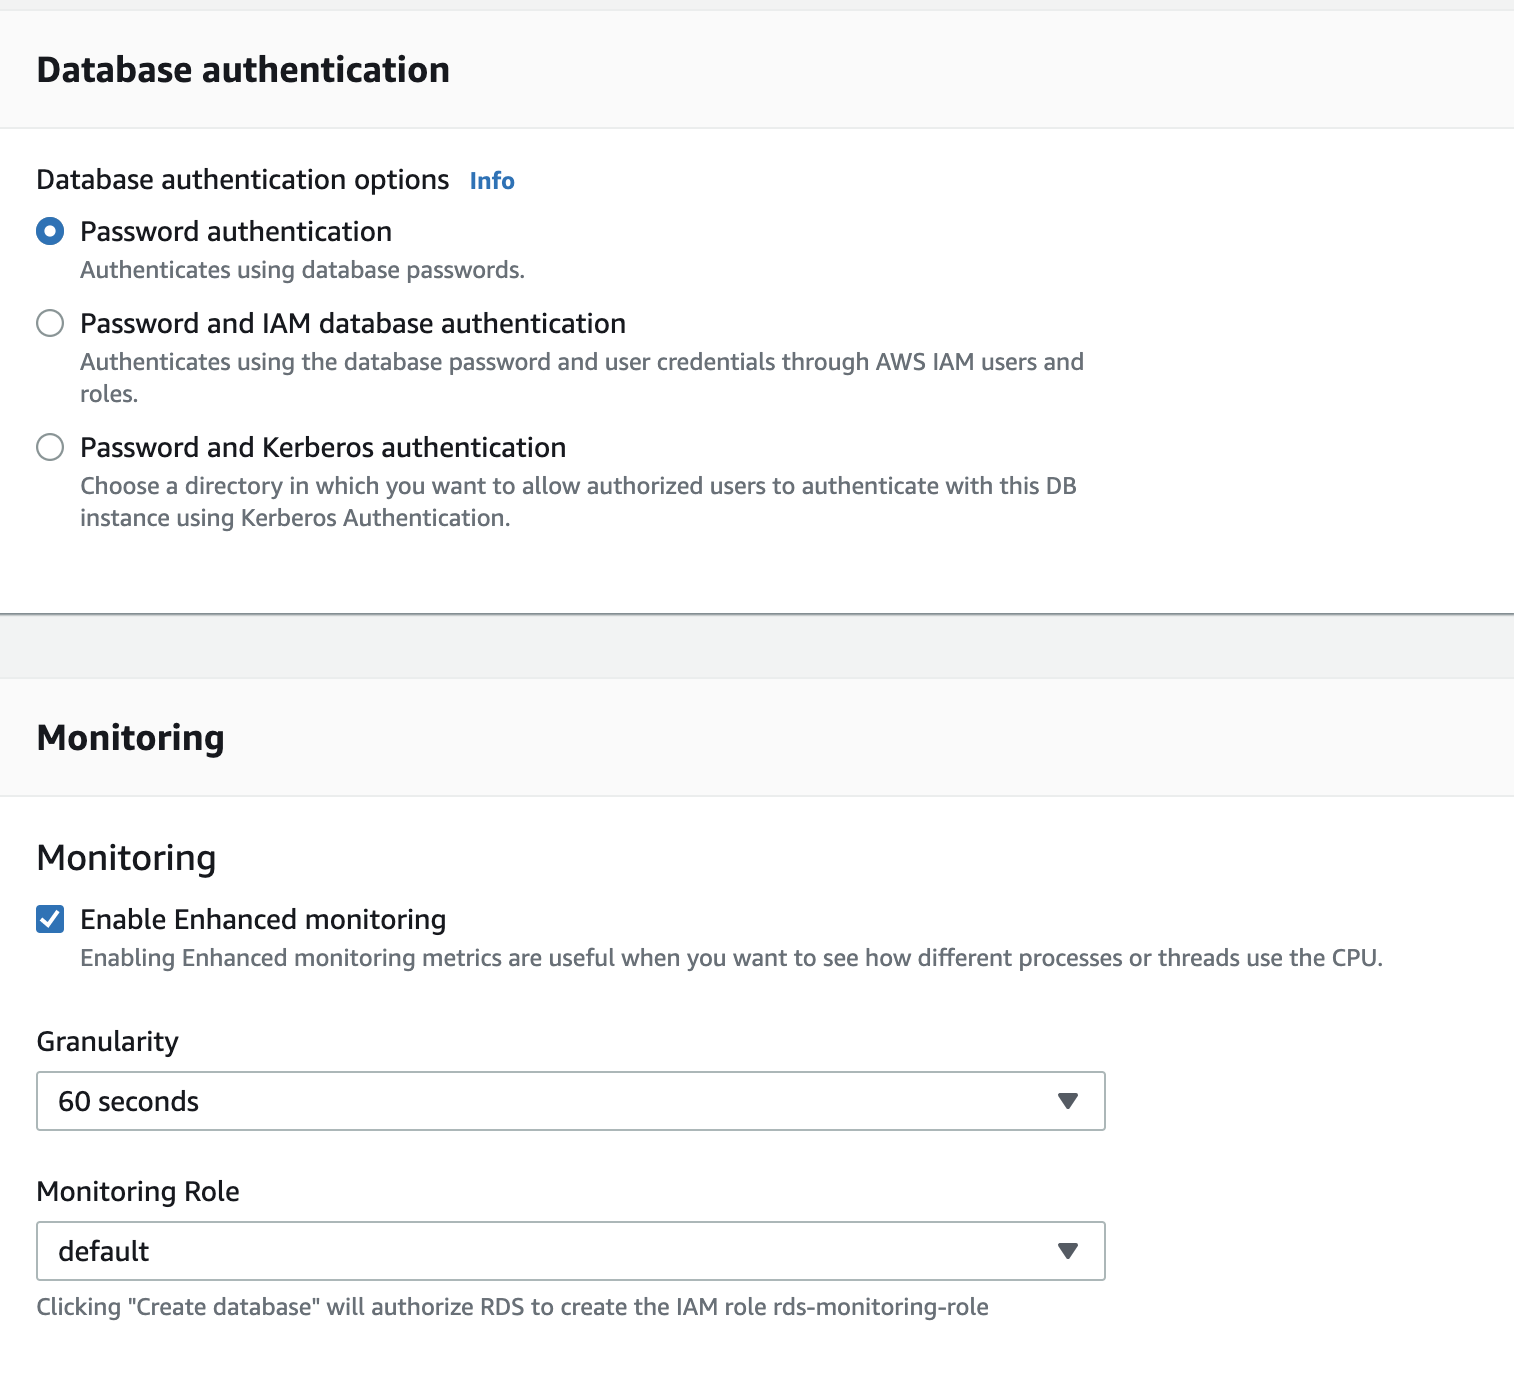 Database authentication
Database authentication options Info
Password authentication
Authenticates using database passwords.
Password and IAM database authentication
Authenticates using the database password and user credentials through AWS IAM users and
roles.
Password and Kerberos authentication
Choose a directory in which you want to allow authorized users to authenticate with this DB
instance using Kerberos Authentication.
Monitoring
Monitoring
Enable Enhanced monitoring
Enabling Enhanced monitoring metrics are useful when you want to see how different processes or threads use the CPU.
Granularity
60 seconds
Monitoring Role
default
Clicking "Create database" will authorize RDS to create the IAM role rds-monitoring-role